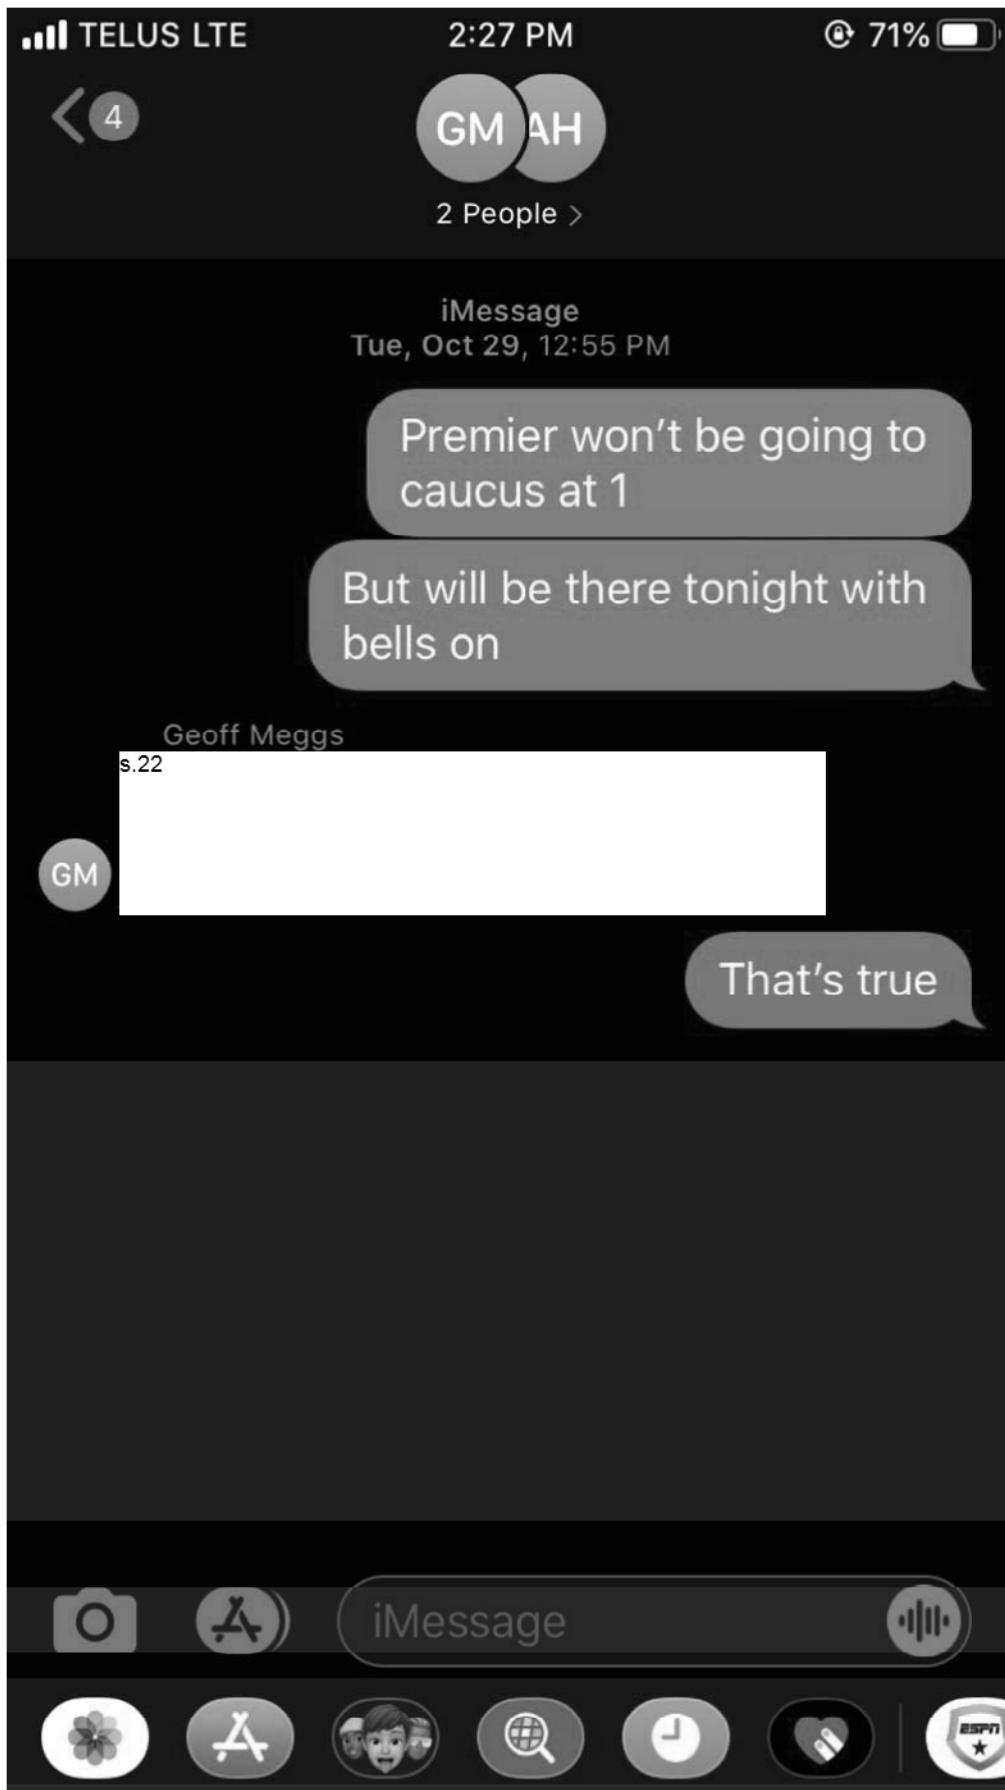 TELUS LTE 2:27 PM 71%
4
GM AH
2 People >
iMessage
Tue, Oct 29, 12:55 PM
Premier won't be going to
caucus at 1
But will be there tonight with
bells on
Geoff Meggs
s.22
GM
That's true
iMessage
ESPN